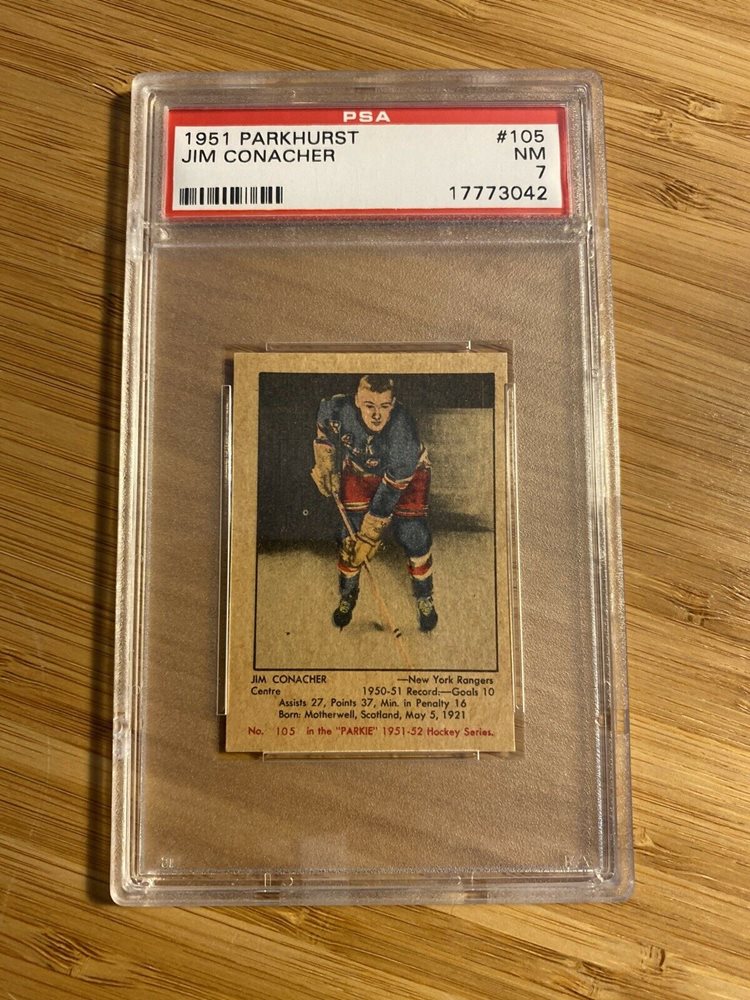 PSA
1951 PARKHURST #105
JIM CONACHER NM
7
17773042
JIM CONACHER —New York Rangers
Centre 1950-51 Record:—Goals 10
Assists 27, Points 37, Min. in Penalty 16
Born: Motherwell, Scotland, May 5, 1921
No. 105 in the "PARKIE" 1951-52 Hockey Series.